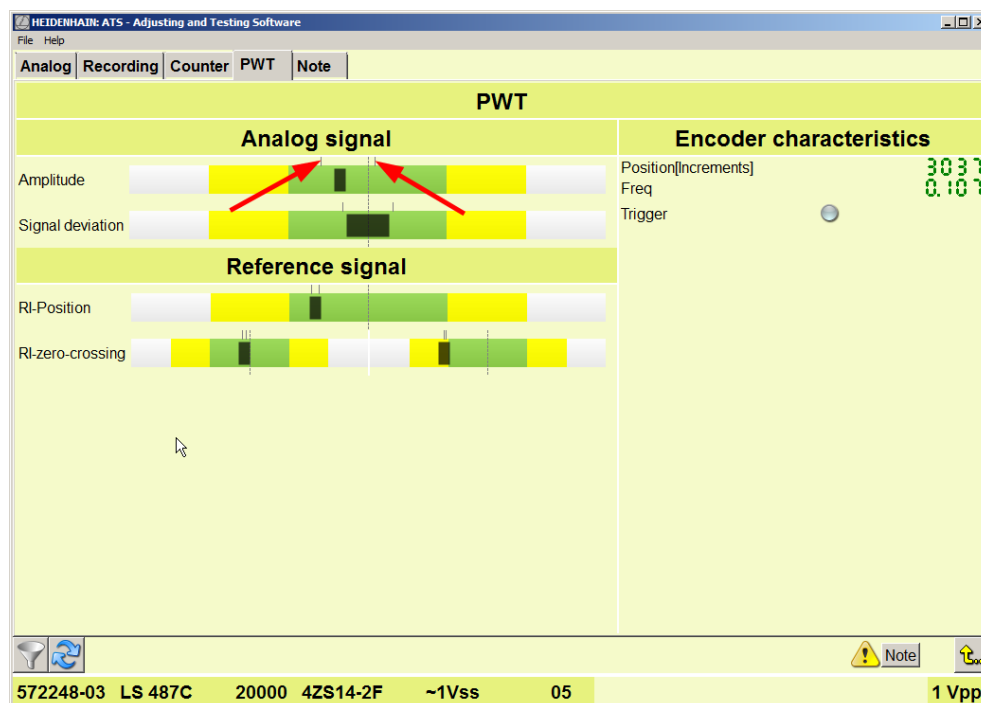 HEIDENHAIN: ATS - Adjusting and Testing Software
File Help
Analog Recording Counter PWT Note
PWT
Analog signal
Encoder characteristics
Amplitude
Signal deviation
Position[Increments]
Freq
Trigger
Reference signal
RI-Position
RI-zero-crossing
Note
572248-03 LS 487C 20000 4ZS14-2F ~1Vss 05 1 Vpp